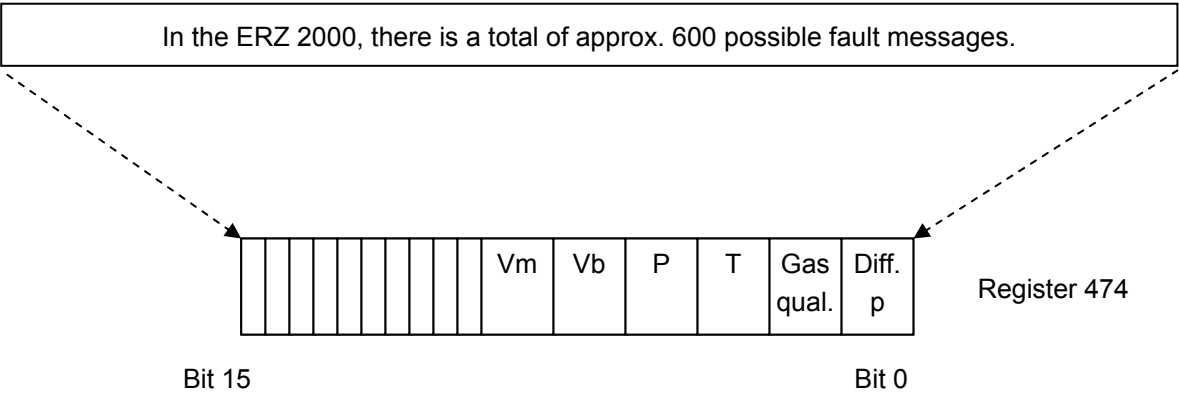 In the ERZ 2000, there is a total of approx. 600 possible fault messages.
Vm Vb P T Gas Diff.
qual. p
Register 474
Bit 15 Bit 0